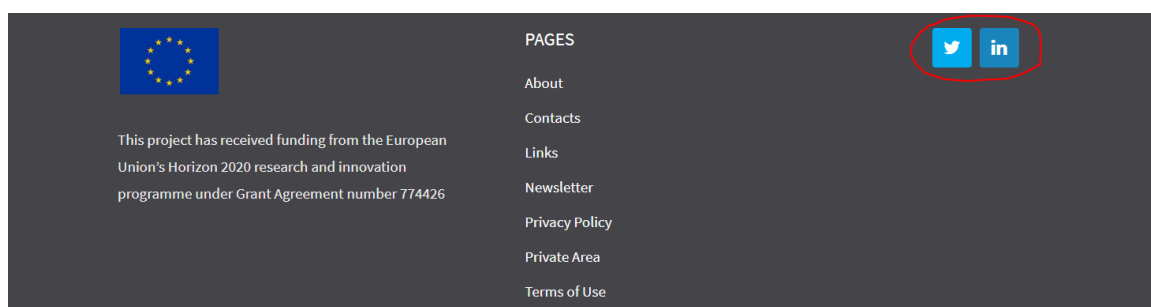 This project has received funding from the European
Union's Horizon 2020 research and innovation
programme under Grant Agreement number 774426
PAGES
About
Contacts
Links
Newsletter
Privacy Policy
Private Area
Terms of Use
in